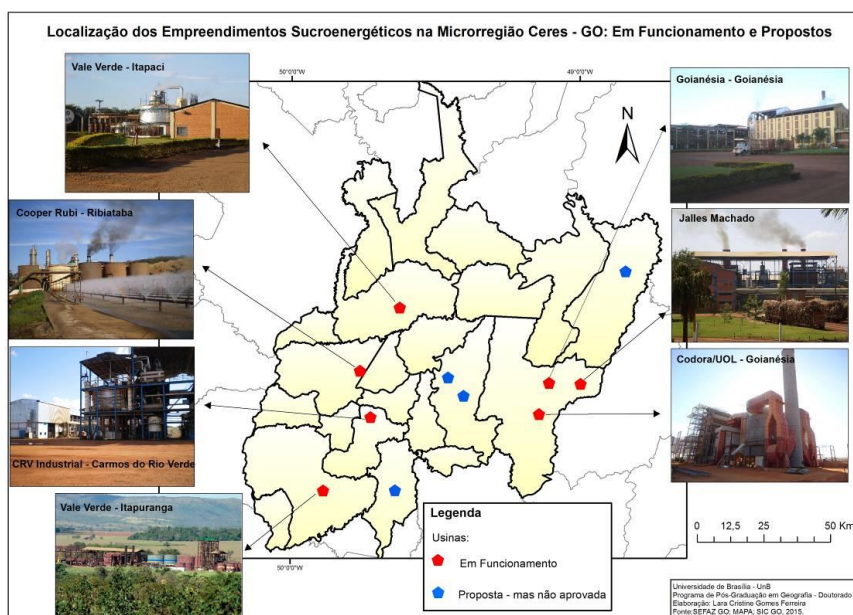 Localização dos Empreendimentos Sucroenergéticos na Microrregião Ceres - GO: Em Funcionamento e Propostos
Vale Verde - Itapaci
50°0'0"W
49°0'0"W
Goianésia - Goianésia
N
Cooper Rubi - Ribiataba
Jalles Machado
CRV Industrial - Carmos do Rio Verde
Codora/UOL - Goianésia
Vale Verde - Itapuranga
50°0'0"W
Legenda
Usinas:
Em Funcionamento
Proposta - mas não aprovada
0 12,5 25 50 Km
Universidade de Brasília - UnB
Programa de Pós-Graduação em Geografia - Doutorado
Elaboração: Lara Cristine Gomes Ferreira
Fonte:SEFAZ GO; MAPA; SIC GO, 2015.